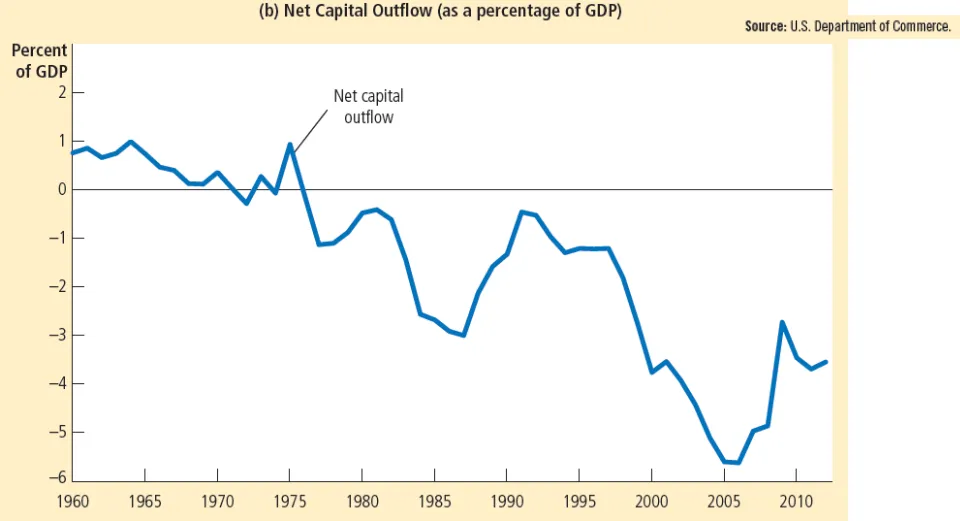 (b) Net Capital Outflow (as a percentage of GDP)
Source: U.S. Department of Commerce.
Percent
of GDP
2
Net capital
outflow
1
0
−1
−2
−3
−4
−5
−6
1960 1965 1970 1975 1980 1985 1990 1995 2000 2005 2010